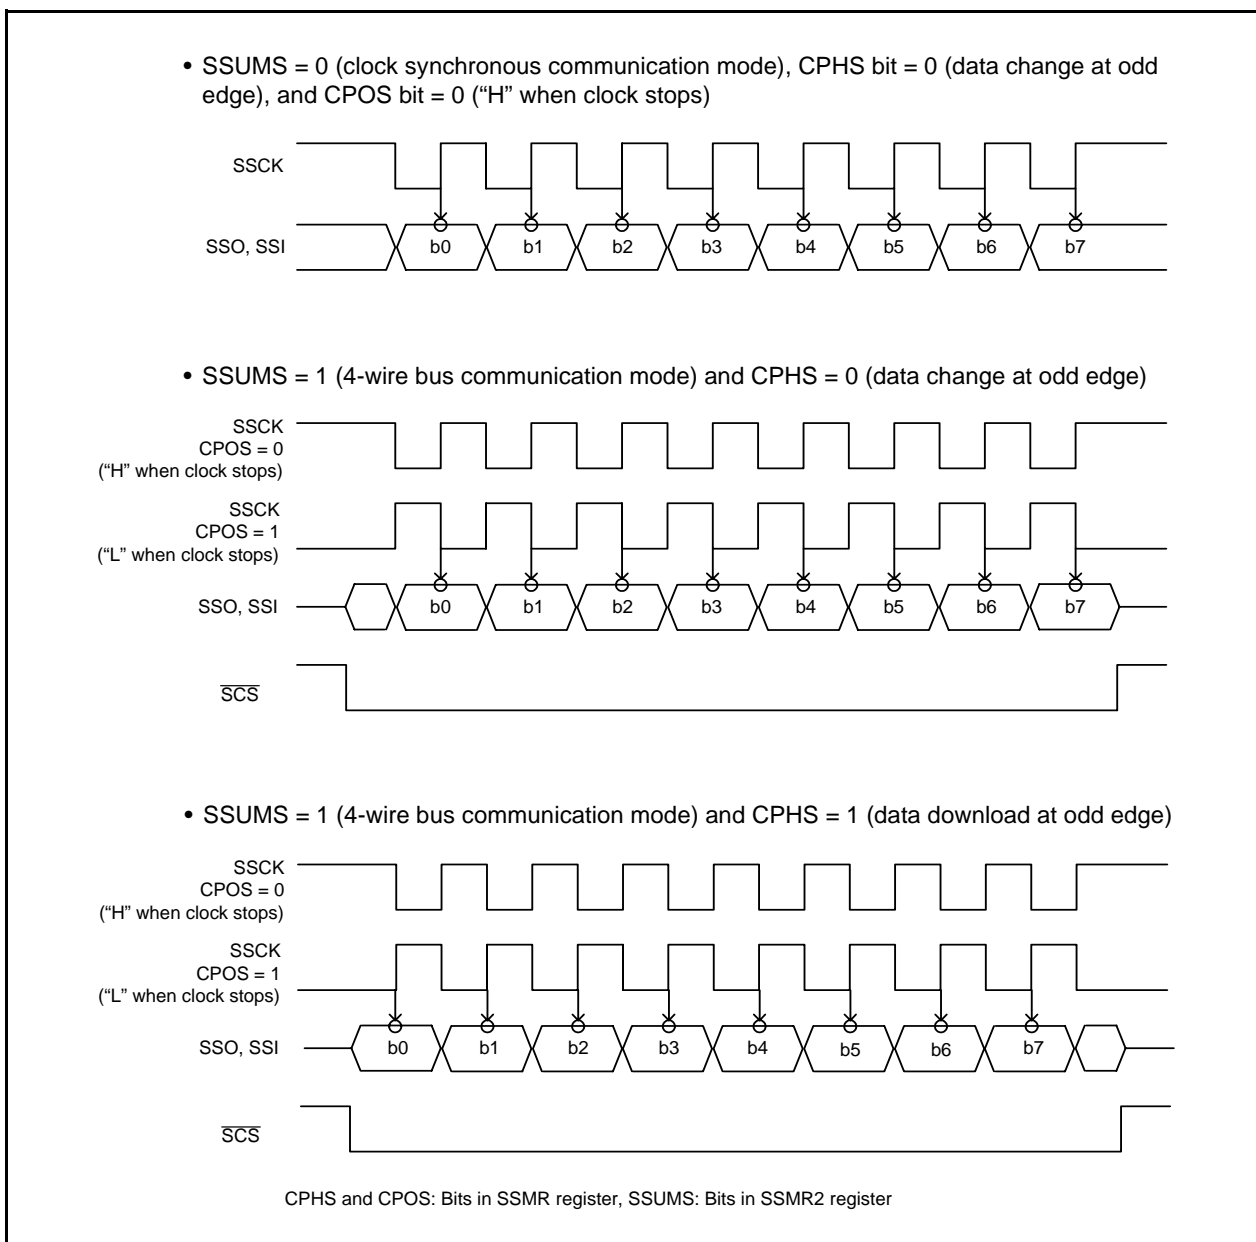 • SSUMS = 0 (clock synchronous communication mode), CPHS bit = 0 (data change at odd
edge), and CPOS bit = 0 (“H” when clock stops)
SSCK
SSO, SSI
b0 b1 b2 b3 b4 b5 b6 b7
• SSUMS = 1 (4-wire bus communication mode) and CPHS = 0 (data change at odd edge)
SSCK
CPOS = 0
(“H” when clock stops)
SSCK
CPOS = 1
(“L” when clock stops)
SSO, SSI
b0 b1 b2 b3 b4 b5 b6 b7
SCS
• SSUMS = 1 (4-wire bus communication mode) and CPHS = 1 (data download at odd edge)
SSCK
CPOS = 0
(“H” when clock stops)
SSCK
CPOS = 1
(“L” when clock stops)
SSO, SSI
b0 b1 b2 b3 b4 b5 b6 b7
SCS
CPHS and CPOS: Bits in SSMR register, SSUMS: Bits in SSMR2 register